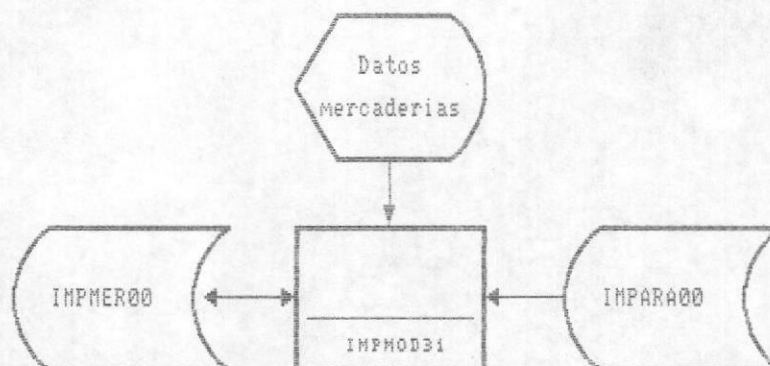 Datos
mercaderias
IMPMER00
IMPARA00
IMPMOD31